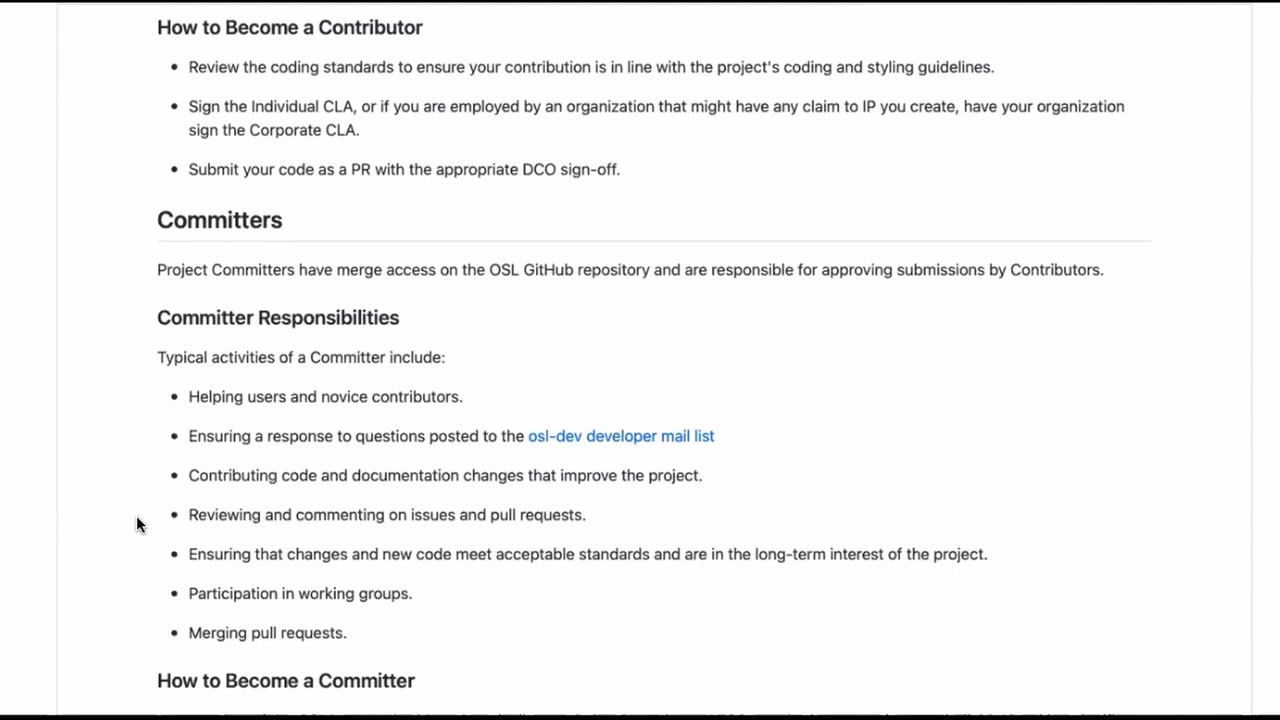 How to Become a Contributor
Review the coding standards to ensure your contribution is in line with the project's coding and styling guidelines.
Sign the Individual CLA, or if you are employed by an organization that might have any claim to IP you create, have your organization
sign the Corporate CLA.
Submit your code as a PR with the appropriate DCO sign-off.
Committers
Project Committers have merge access on the OSL GitHub repository and are responsible for approving submissions by Contributors.
Committer Responsibilities
Typical activities of a Committer include:
Helping users and novice contributors.
Ensuring a response to questions posted to the osl-dev developer mail list
Contributing code and documentation changes that improve the project.
Reviewing and commenting on issues and pull requests.
Ensuring that changes and new code meet acceptable standards and are in the long-term interest of the project.
Participation in working groups.
Merging pull requests.
How to Become a Committer